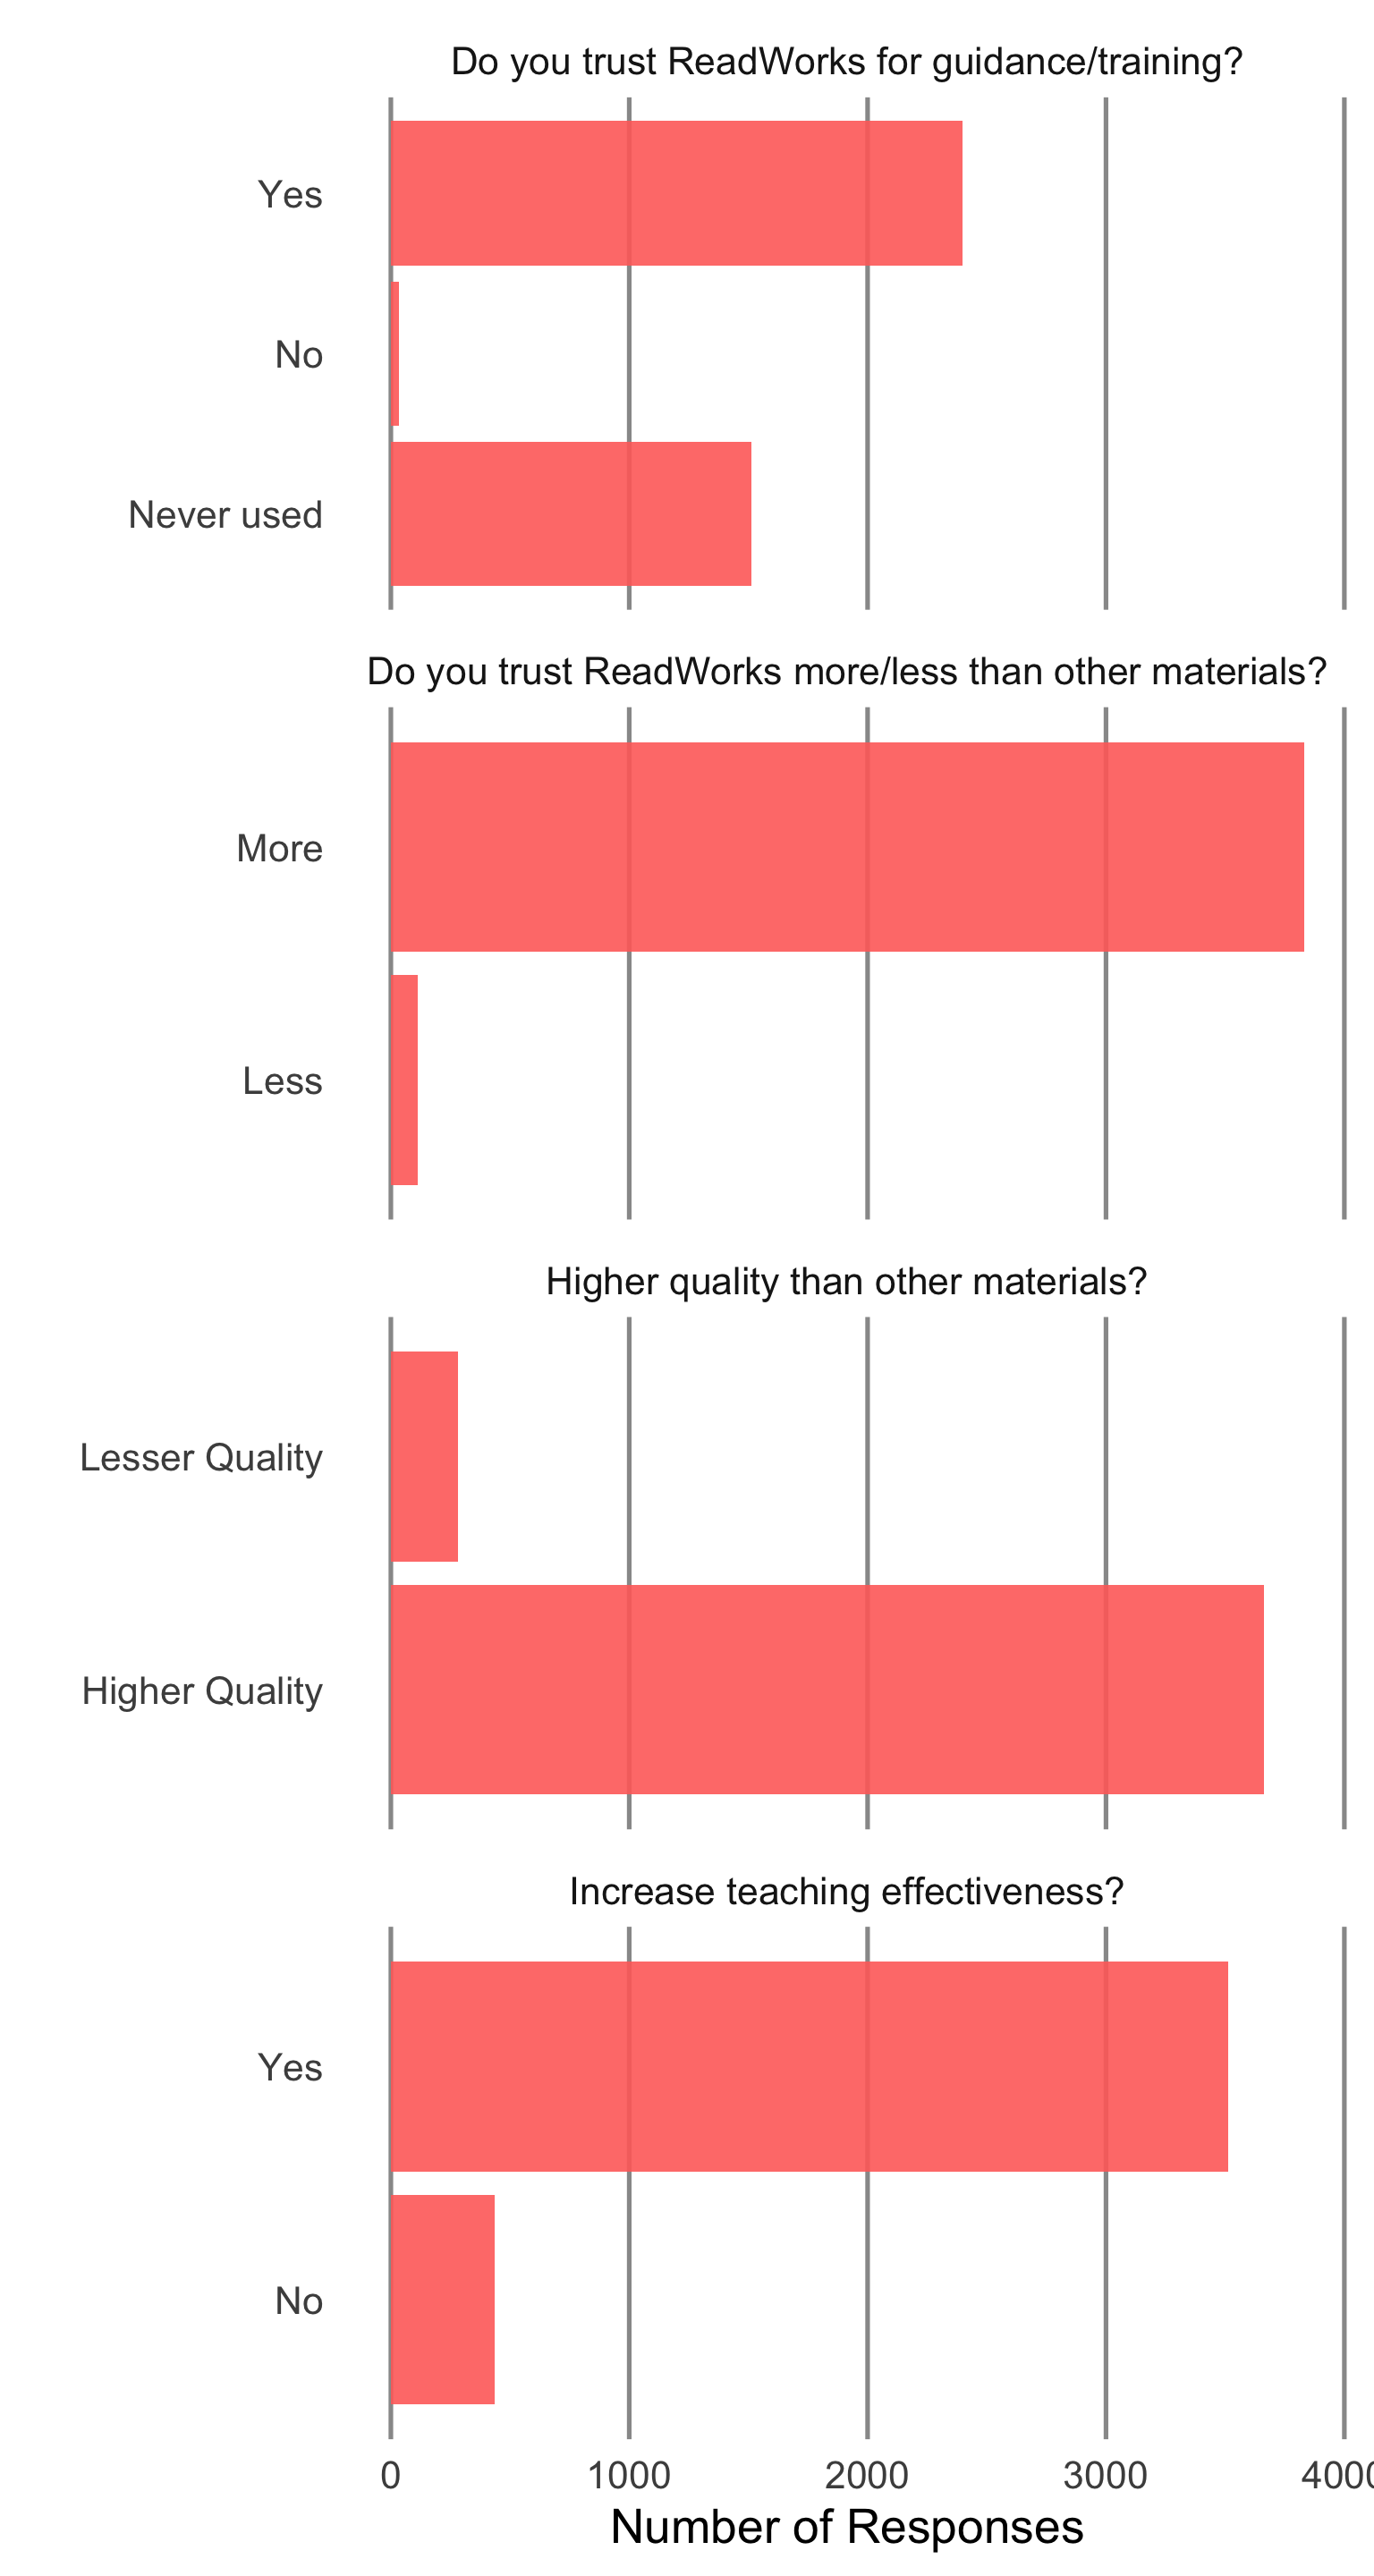 Do you trust ReadWorks for guidance/training?
Yes
No
Never used
Do you trust ReadWorks more/less than other materials?
More
Less
Higher quality than other materials?
Lesser Quality
Higher Quality
Increase teaching effectiveness?
Yes
No
0 1000 2000 3000 4000
Number of Responses